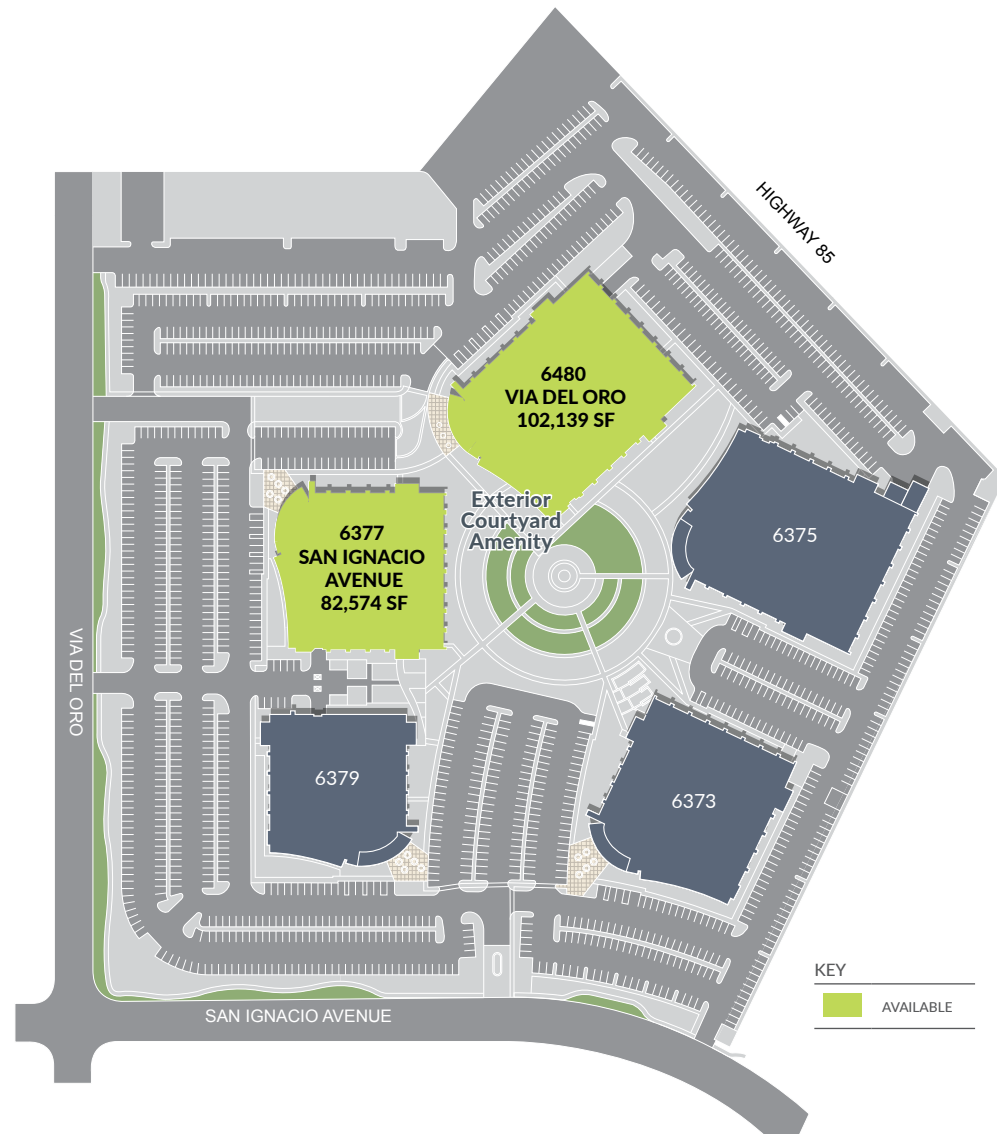 HIGHWAY 85
6480
VIA DEL ORO
102,139 SF
Exterior
Courtyard
Amenity
6377
SAN IGNACIO
AVENUE
82,574 SF
6375
VIA DEL ORO
6379
6373
KEY
AVAILABLE
SAN IGNACIO AVENUE